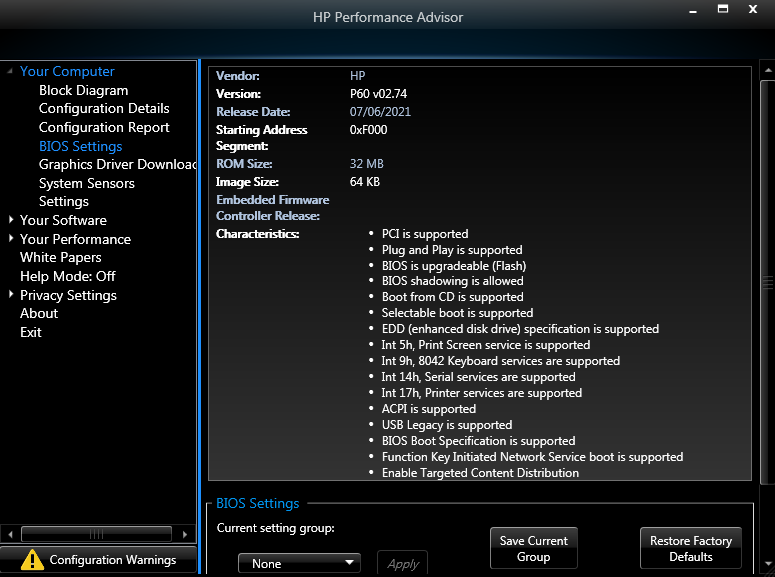 HP Performance Advisor
Your Computer
Block Diagram
Configuration Details
Configuration Report
BIOS Settings
Graphics Driver Downloac
System Sensors
Settings
Your Software
Your Performance
White Papers
Help Mode: Off
Privacy Settings
About
Exit
Configuration Warnings
Vendor: HP
Version: P60 v02.74
Release Date: 07/06/2021
Starting Address 0xF000
Segment:
ROM Size: 32 MB
Image Size: 64 KB
Embedded Firmware
Controller Release:
Characteristics: • PCI is supported
• Plug and Play is supported
• BIOS is upgradeable (Flash)
• BIOS shadowing is allowed
• Boot from CD is supported
• Selectable boot is supported
• EDD (enhanced disk drive) specification is supported
• Int 5h, Print Screen service is supported
• Int 9h, 8042 Keyboard services are supported
• Int 14h, Serial services are supported
• Int 17h, Printer services are supported
• ACPI is supported
• USB Legacy is supported
• BIOS Boot Specification is supported
• Function Key Initiated Network Service boot is supported
• Enable Targeted Content Distribution
BIOS Settings
Current setting group:
None
Apply
Save Current
Group
Restore Factory
Defaults